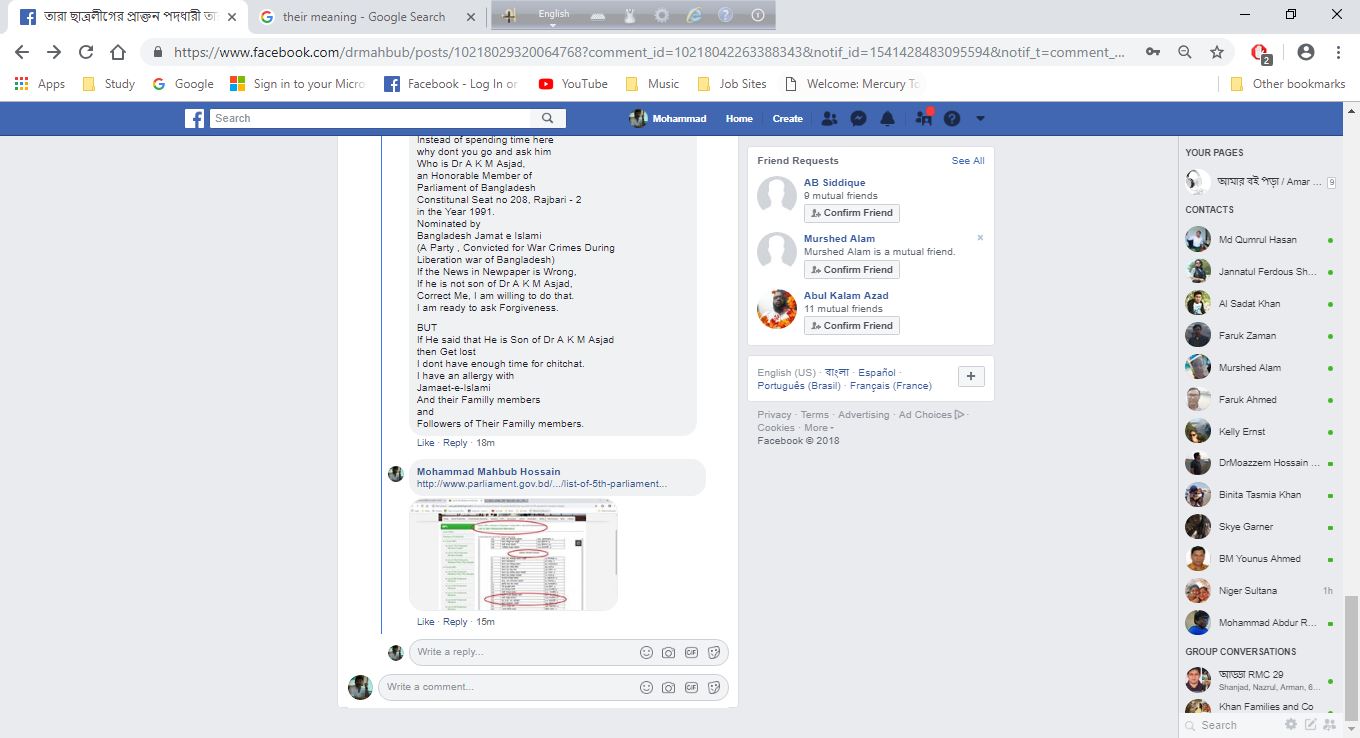 তারা ছাত্রলীগের প্রাক্তন পদধারী
their meaning - Google Search
English
https://www.facebook.com/drmahbub/posts/10218029320064768?comment_id=10218042263388343&notif_id=1541428483095594&notif_t=comment_...
2
Apps
Study
Google
Sign in to your Micro
Facebook - Log In or
YouTube
Music
Job Sites
Welcome: Mercury To
Other bookmarks
Search
Mohammad
Home
Create
Instead of spending time here
why dont you go and ask him
Who is Dr A K M Asjad,
an Honorable Member of
Parliament of Bangladesh
Constitunal Seat no 208, Rajbari - 2
in the Year 1991.
Nominated by
Bangladesh Jamat e Islami
(A Party , Convicted for War Crimes During
Liberation war of Bangladesh)
If the News in Newpaper is Wrong,
If he is not son of Dr A K M Asjad,
Correct Me, I am willing to do that.
I am ready to ask Forgiveness.
BUT
If He said that He is Son of Dr A K M Asjad
then Get lost
I dont have enough time for chitchat.
I have an allergy with
Jamaet-e-Islami
And their Familly members
and
Followers of Their Familly members.
Like · Reply · 18m
Mohammad Mahbub Hossain
http://www.parliament.gov.bd/.../list-of-5th-parliament...
Like · Reply · 15m
Write a reply...
GIF
Write a comment...
GIF
Friend Requests
See All
AB Siddique
9 mutual friends
Confirm Friend
Murshed Alam
Murshed Alam is a mutual friend.
Confirm Friend
Abul Kalam Azad
11 mutual friends
Confirm Friend
English (US) · বাংলা · Español ·
Português (Brasil) · Français (France)
Privacy · Terms · Advertising · Ad Choices ·
Cookies · More
Facebook © 2018
YOUR PAGES
আমার বই পড়া / Amar ...
9
CONTACTS
Md Qumrul Hasan
Jannatul Ferdous Sh...
Al Sadat Khan
Faruk Zaman
Murshed Alam
Faruk Ahmed
Kelly Ernst
DrMoazzem Hossain ...
Binita Tasmia Khan
Skye Garner
BM Younus Ahmed
Niger Sultana
1h
Mohammad Abdur R...
GROUP CONVERSATIONS
আড্ডা RMC 29
Shanjad, Nazrul, Arman, 6...
Khan Families and Co
Search